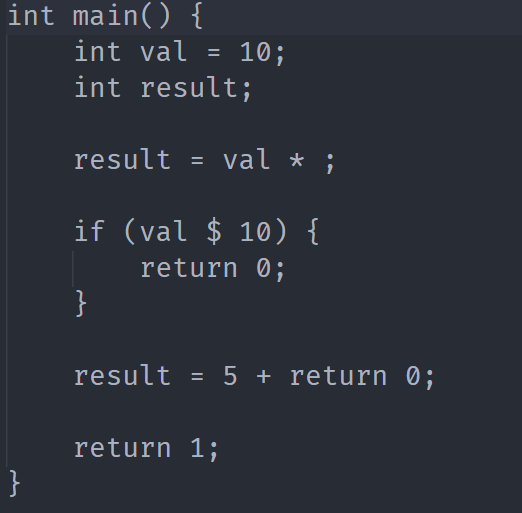 int main() {
    int val = 10;
    int result;

    result = val * ;

    if (val $ 10) {
        return 0;
    }

    result = 5 + return 0;

    return 1;
}